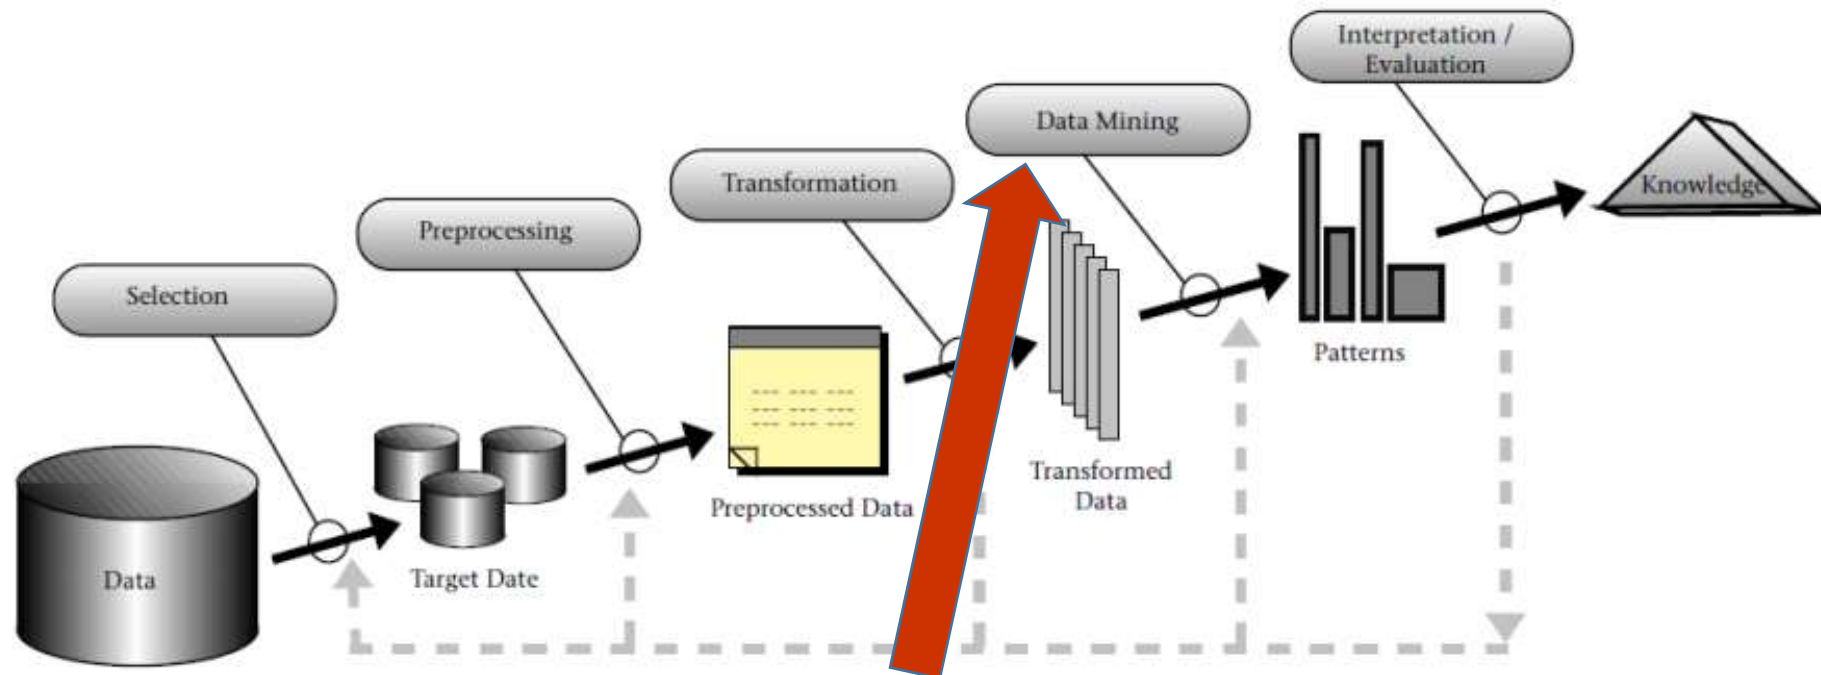 Interpretation /
Evaluation
Data Mining
Transformation
Knowledge
Preprocessing
Selection
Patterns
Transformed
Data
Preprocessed Data
Target Date
Data